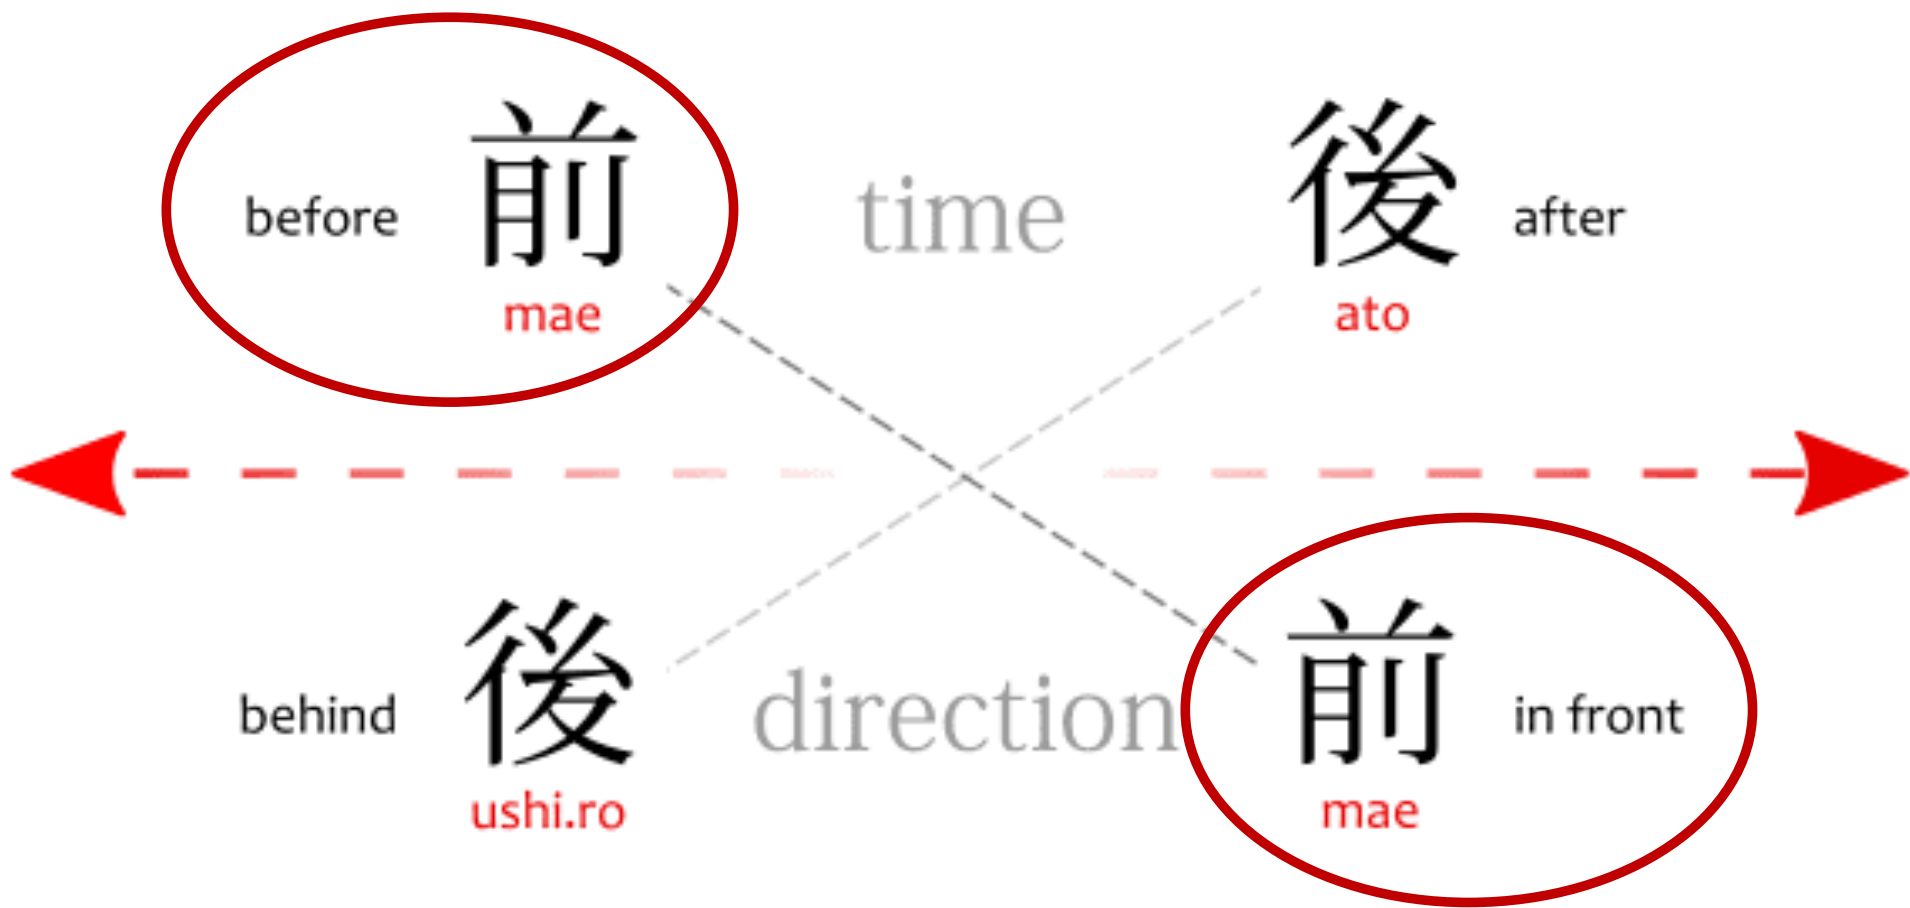 before 前 time 後 after
mae ato
behind 後 direction 前 in front
ushi.ro mae